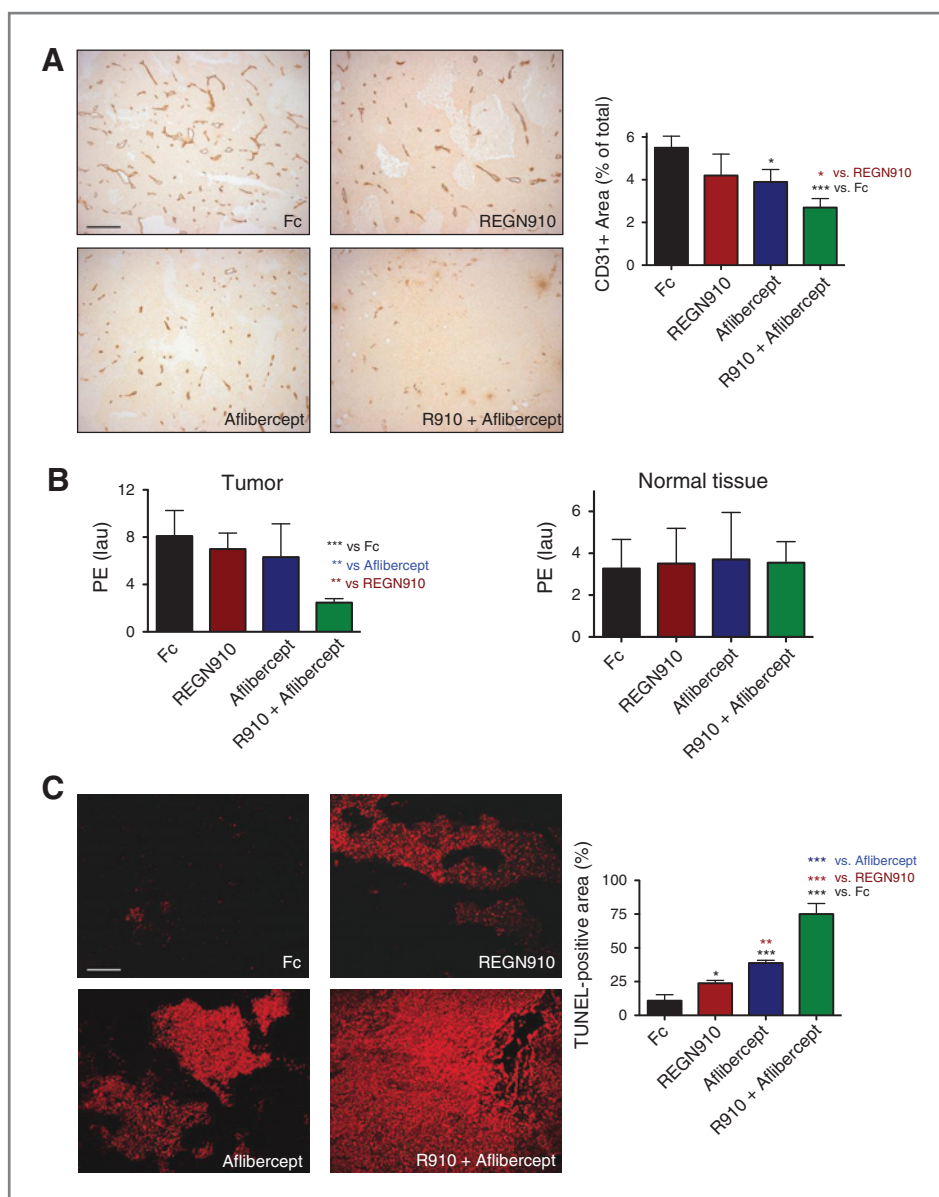 A
Fc
REGN910
Aflibercept
R910 + Aflibercept
CD31+ Area (% of total)
6
4
2
0
*
* vs. REGN910
*** vs. Fc
Fc
REGN910
Aflibercept
R910 + Aflibercept
B
Tumor
PE (Iau)
12
8
4
0
*** vs Fc
** vs Aflibercept
** vs REGN910
Fc
REGN910
Aflibercept
R910 + Aflibercept
Normal tissue
PE (Iau)
6
4
2
0
Fc
REGN910
Aflibercept
R910 + Aflibercept
C
Fc
REGN910
Aflibercept
R910 + Aflibercept
TUNEL-positive area (%)
100
75
50
25
0
*
**
***
*** vs. Aflibercept
*** vs. REGN910
*** vs. Fc
Fc
REGN910
Aflibercept
R910 + Aflibercept